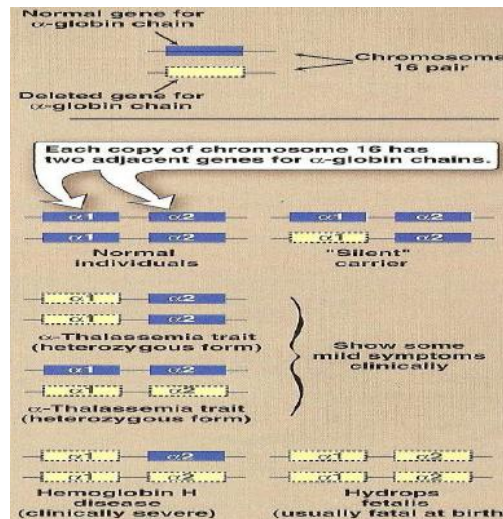 Normal gene for
α-globin chain
Chromosome
16 pair
Deleted gene for
α-globin chain
Each copy of chromosome 16 has
two adjacent genes for α-globin chains.
α1 α2 α1 α2
α1 α2 α1 α2
Normal
individuals
"Silent"
carrier
α1 α2
α1 α2
α-Thalassemia trait
(heterozygous form)
α1 α2
α1 α2
α-Thalassemia trait
(heterozygous form)
Show some
mild symptoms
clinically
α1 α2 α1 α2
α1 α2 α1 α2
Hemoglobin H
disease
(clinically severe)
Hydrops
fetalis
(usually fatal at birth)